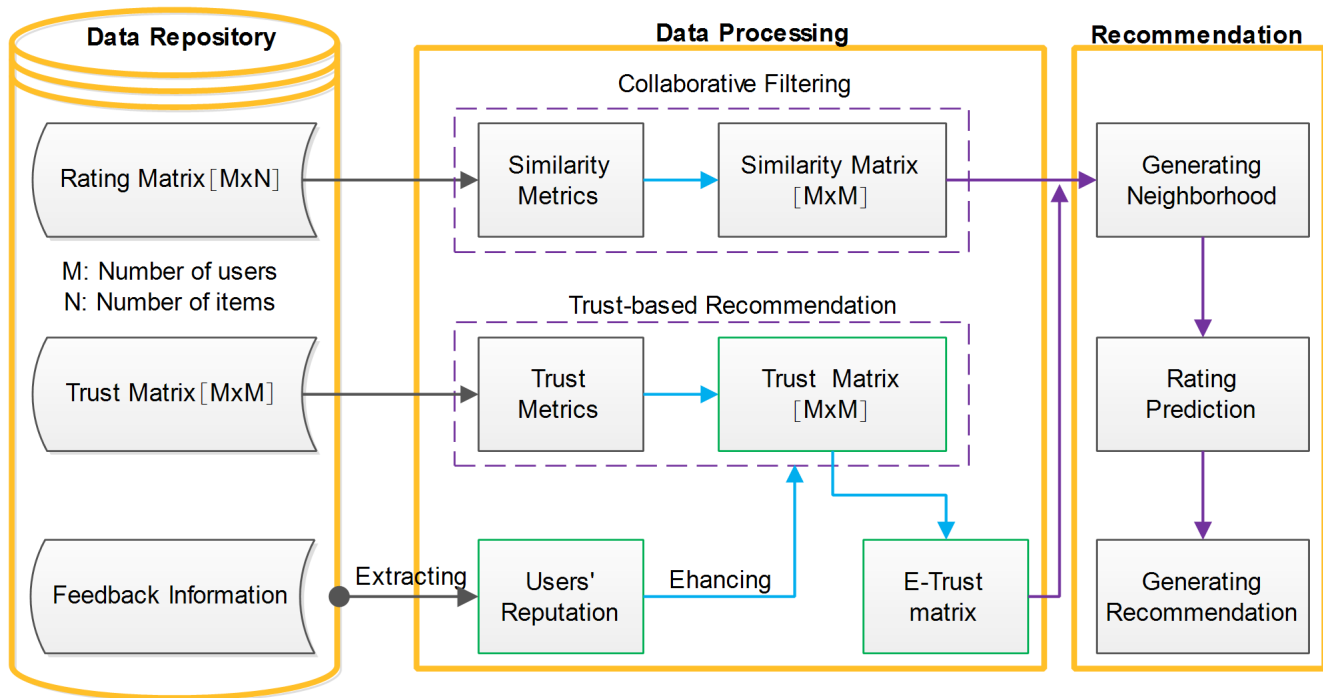 Data Repository
Rating Matrix[MxN]
M: Number of users
N: Number of items
Trust Matrix[MxM]
Feedback Information
Extracting
Data Processing
Collaborative Filtering
Similarity
Metrics
Similarity Matrix
[MxM]
Trust-based Recommendation
Trust
Metrics
Trust Matrix
[MxM]
Users'
Reputation
Ehancing
E-Trust
matrix
Recommendation
Generating
Neighborhood
Rating
Prediction
Generating
Recommendation